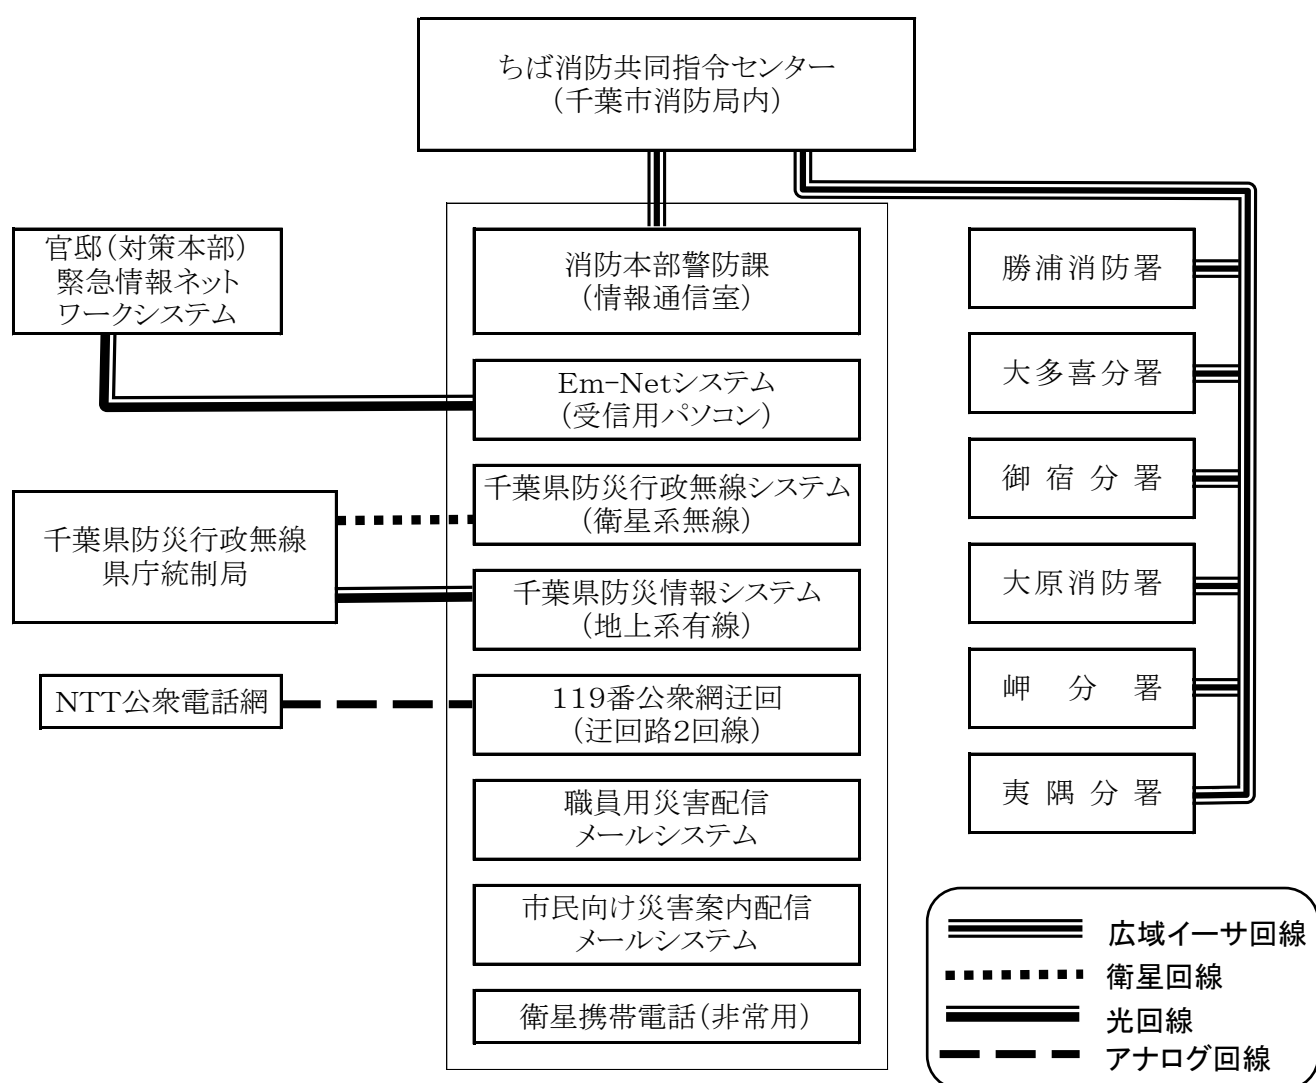 ちば消防共同指令センター
(千葉市消防局内)
官邸(対策本部)
緊急情報ネット
ワークシステム
千葉県防災行政無線
県庁統制局
NTT公衆電話網
消防本部警防課
(情報通信室)
Em-Netシステム
(受信用パソコン)
千葉県防災行政無線システム
(衛星系無線)
千葉県防災情報システム
(地上系有線)
119番公衆網迂回
(迂回路2回線)
職員用災害配信
メールシステム
市民向け災害案内配信
メールシステム
衛星携帯電話(非常用)
勝浦消防署
大多喜分署
御宿分署
大原消防署
岬分署
夷隅分署
広域イーサ回線
衛星回線
光回線
アナログ回線